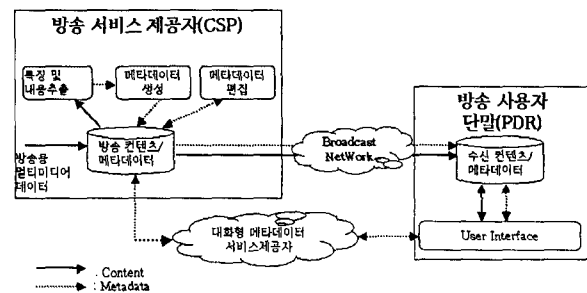 방송 서비스 제공자(CSP)
특징 및
내용추출
메타데이터
생성
메타데이터
편집
방송 컨텐츠/
메타데이터
방송용
멀티미디어
데이터
Broadcast
NetWork
방송 사용자
단말(PDR)
수신 컨텐츠/
메타데이터
대화형 메타데이터
서비스제공자
User Interface
: Content
: Metadata